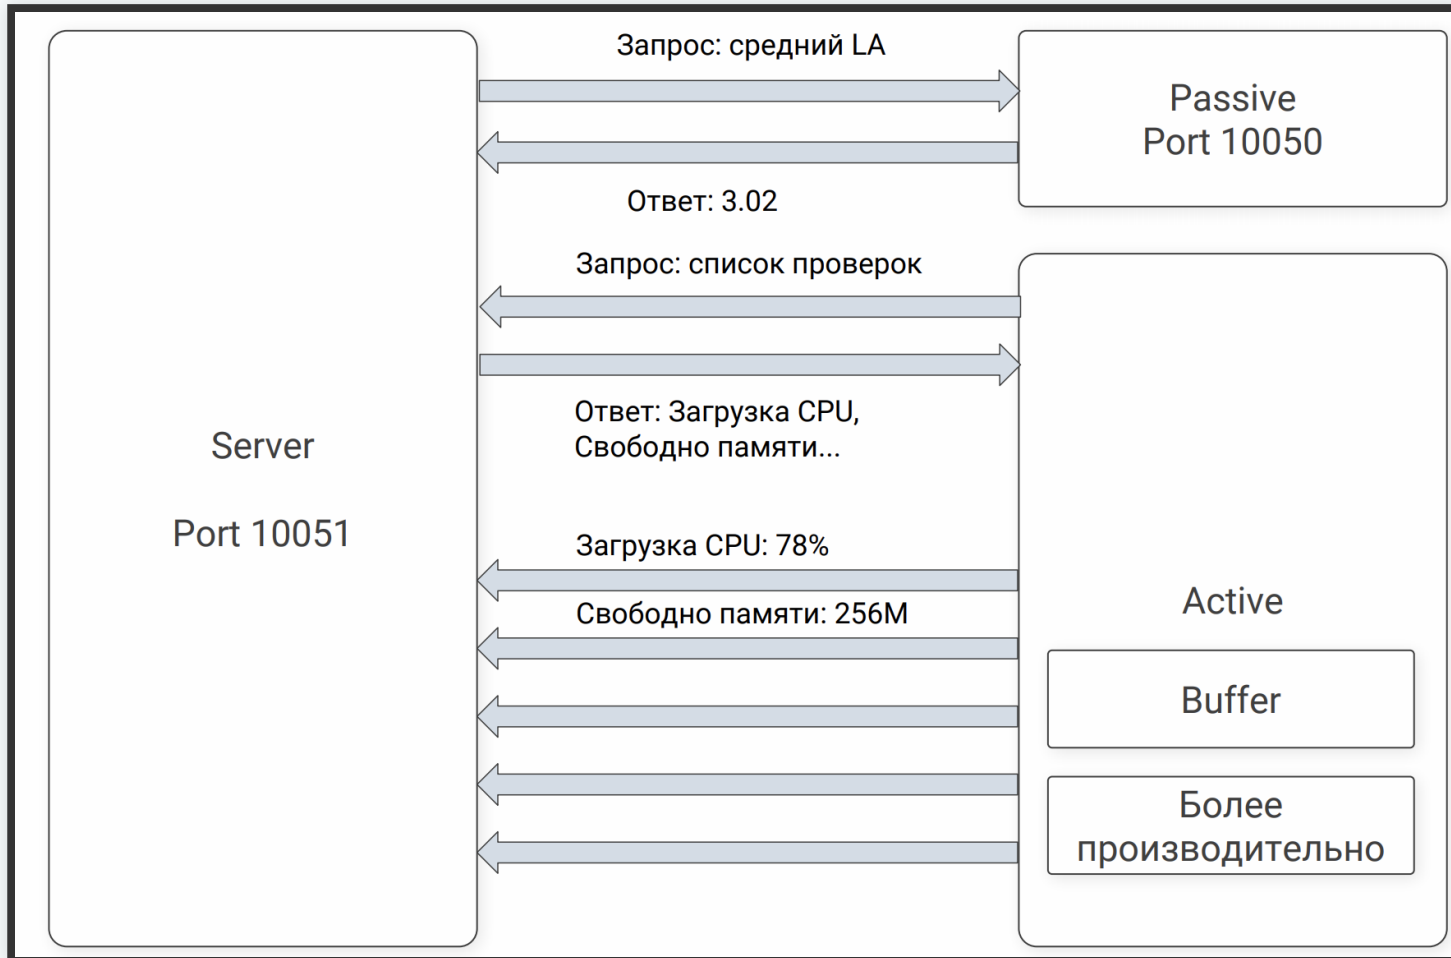 Запрос: средний LA
Passive
Port 10050
Ответ: 3.02
Запрос: список проверок
Ответ: Загрузка CPU,
Свободно памяти...
Server
Port 10051
Загрузка CPU: 78%
Свободно памяти: 256M
Active
Buffer
Более
производительно